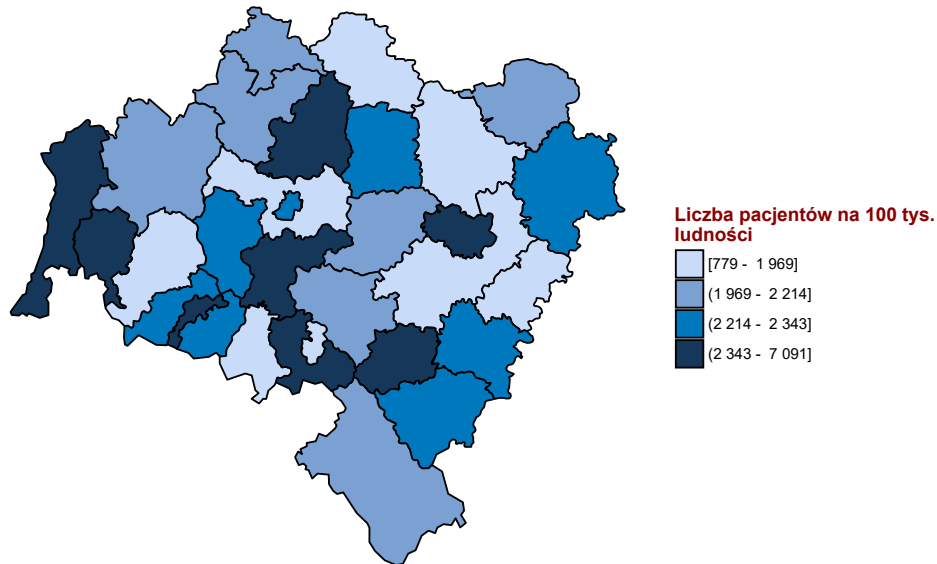 Liczba pacjentów na 100 tys.
ludności
[779 - 1 969]
(1 969 - 2 214]
(2 214 - 2 343]
(2 343 - 7 091]